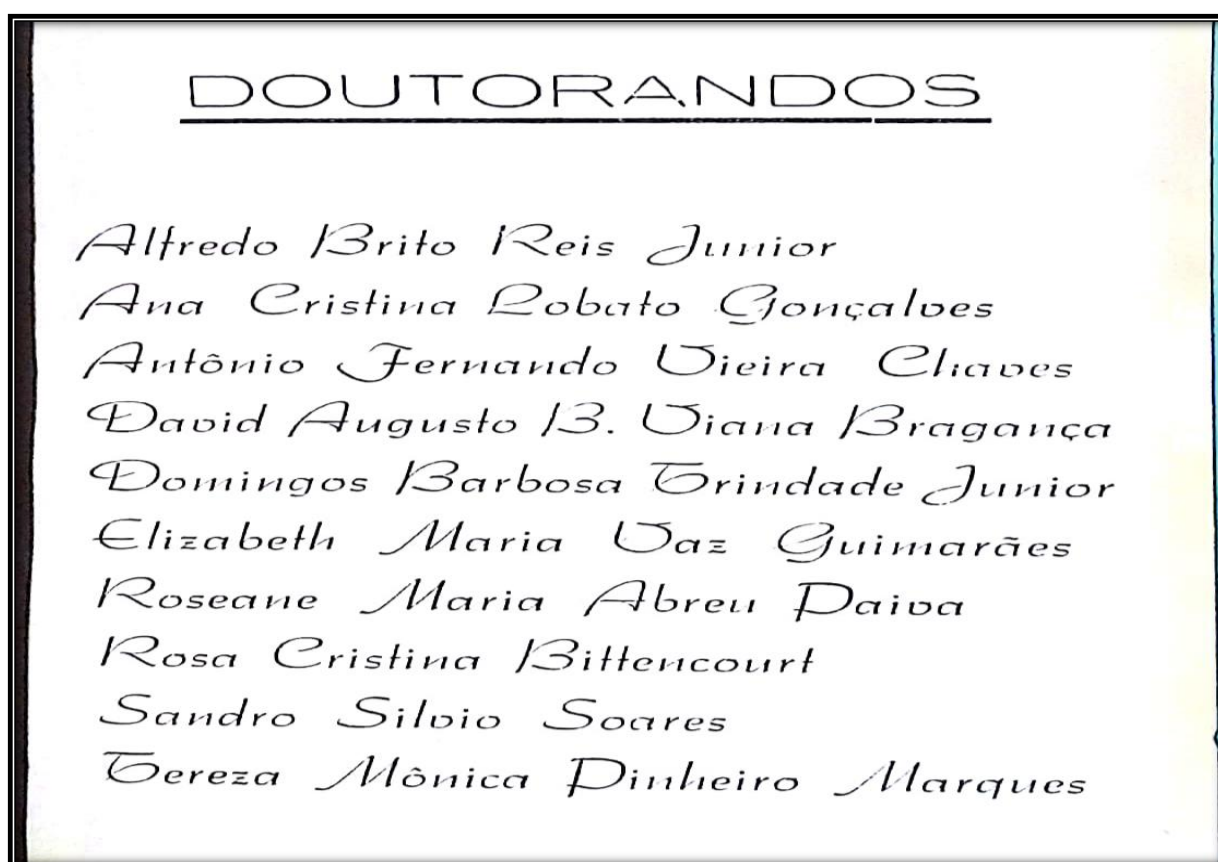 DOUTORANDOS
Alfredo Brito Reis Junior
Ana Cristina Lobato Gonçalves
Antônio Fernando Vieira Chaves
David Augusto B. Viana Bragança
Domingos Barbosa Trindade Junior
Elizabeth Maria Vaz Guimarães
Roseane Maria Abreu Paiva
Rosa Cristina Bittencourt
Sandro Silvio Soares
Tereza Mônica Pinheiro Marques